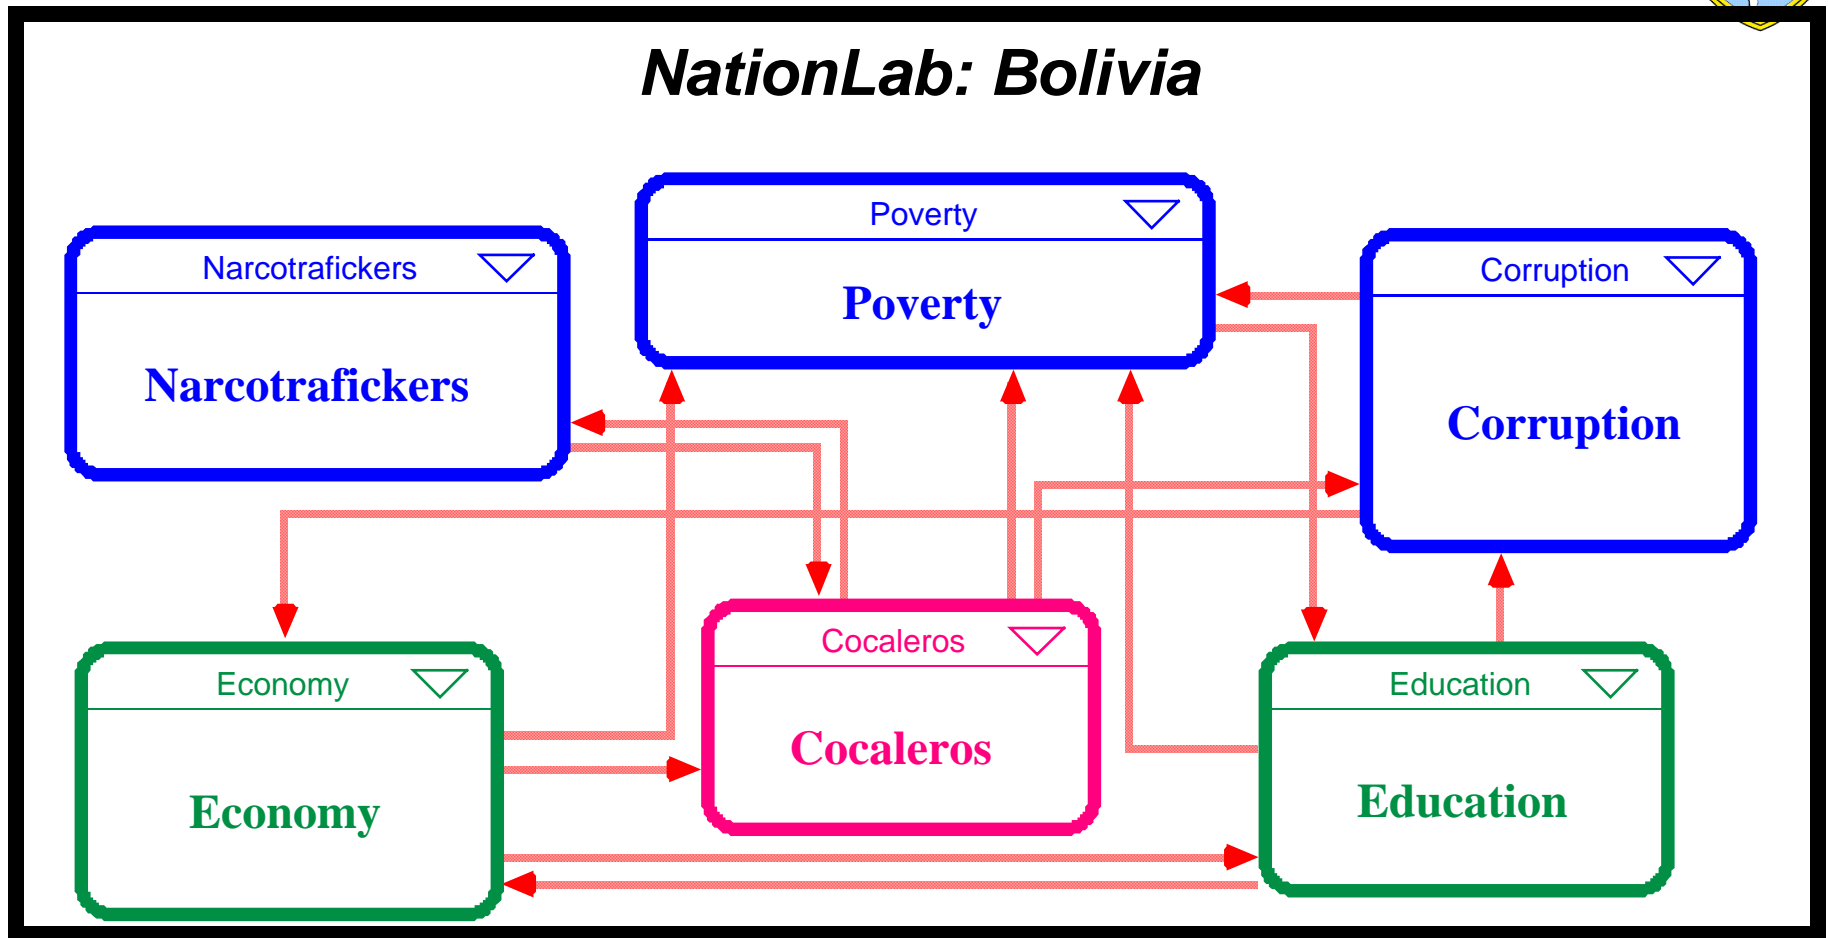 NationLab: Bolivia
Poverty
Poverty
Narcotrafickers
Narcotrafickers
Corruption
Corruption
Cocaleros
Cocaleros
Economy
Economy
Education
Education